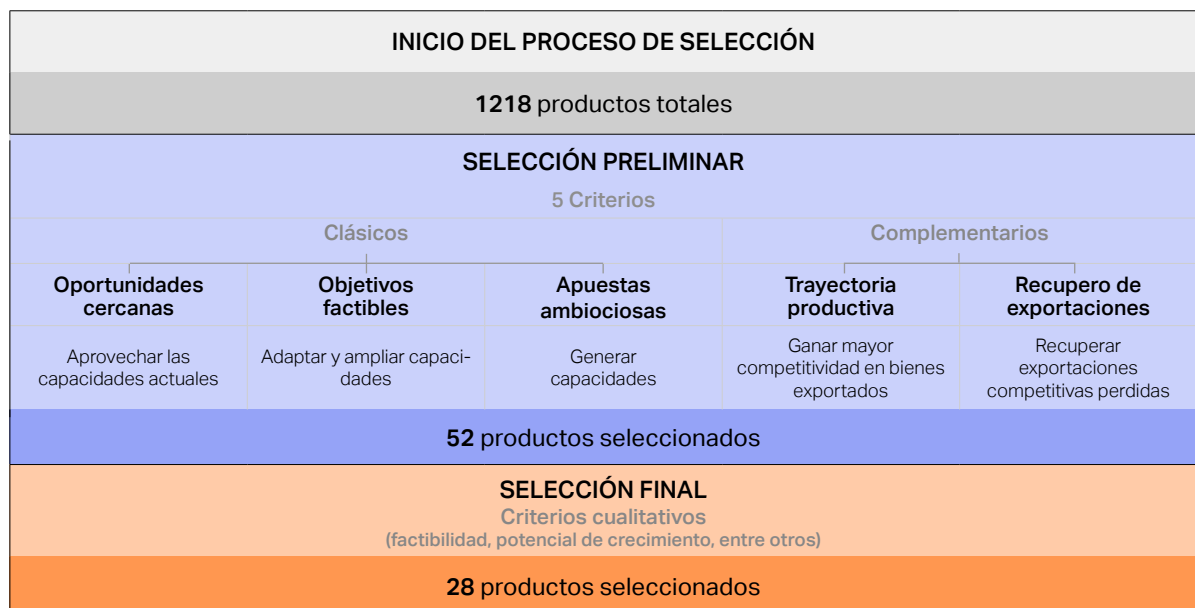 INICIO DEL PROCESO DE SELECCIÓN
1218 productos totales
SELECCIÓN PRELIMINAR
5 Criterios
Clásicos
Complementarios
Oportunidades
cercanas
Objetivos
factibles
Apuestas
ambiociosas
Trayectoria
productiva
Recupero de
exportaciones
Aprovechar las
capacidades actuales
Adaptar y ampliar capaci-
dades
Generar
capacidades
Ganar mayor
competitividad en bienes
exportados
Recuperar
exportaciones
competitivas perdidas
52 productos seleccionados
SELECCIÓN FINAL
Criterios cualitativos
(factibilidad, potencial de crecimiento, entre otros)
28 productos seleccionados